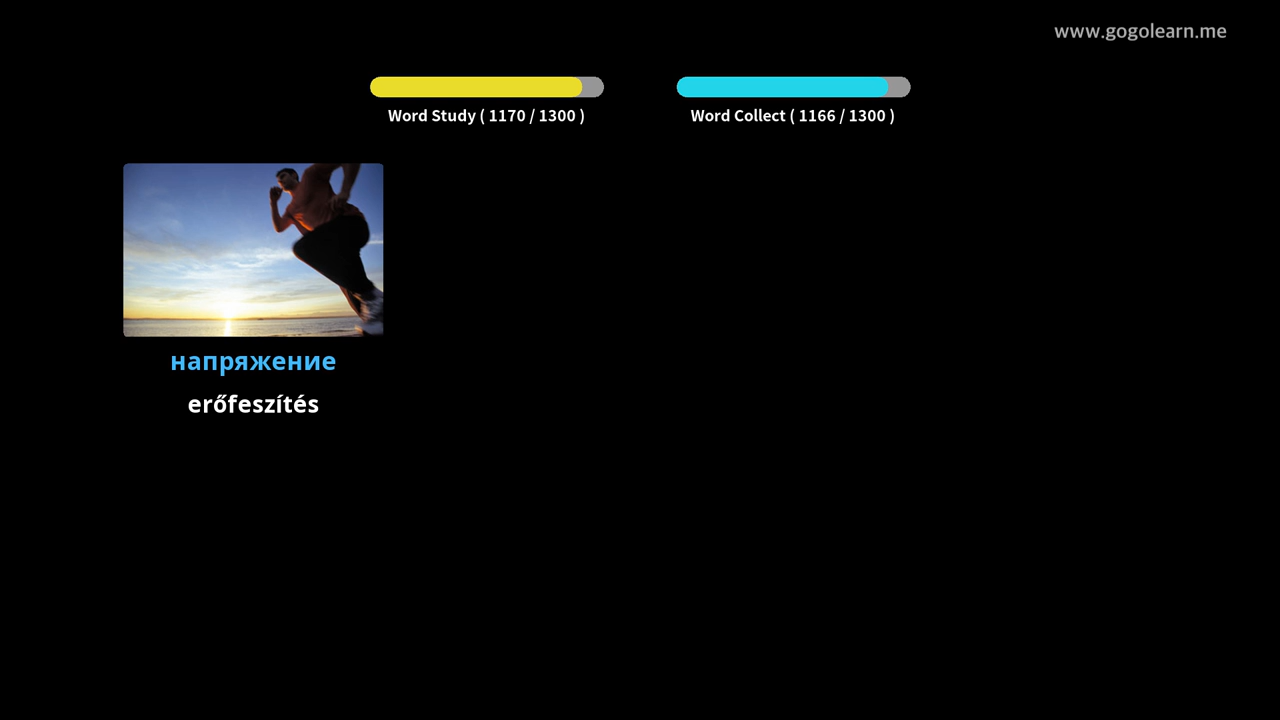 www.gogolearn.me
Word Study ( 1170 / 1300 )
Word Collect ( 1166 / 1300 )
напряжение
erőfeszítés